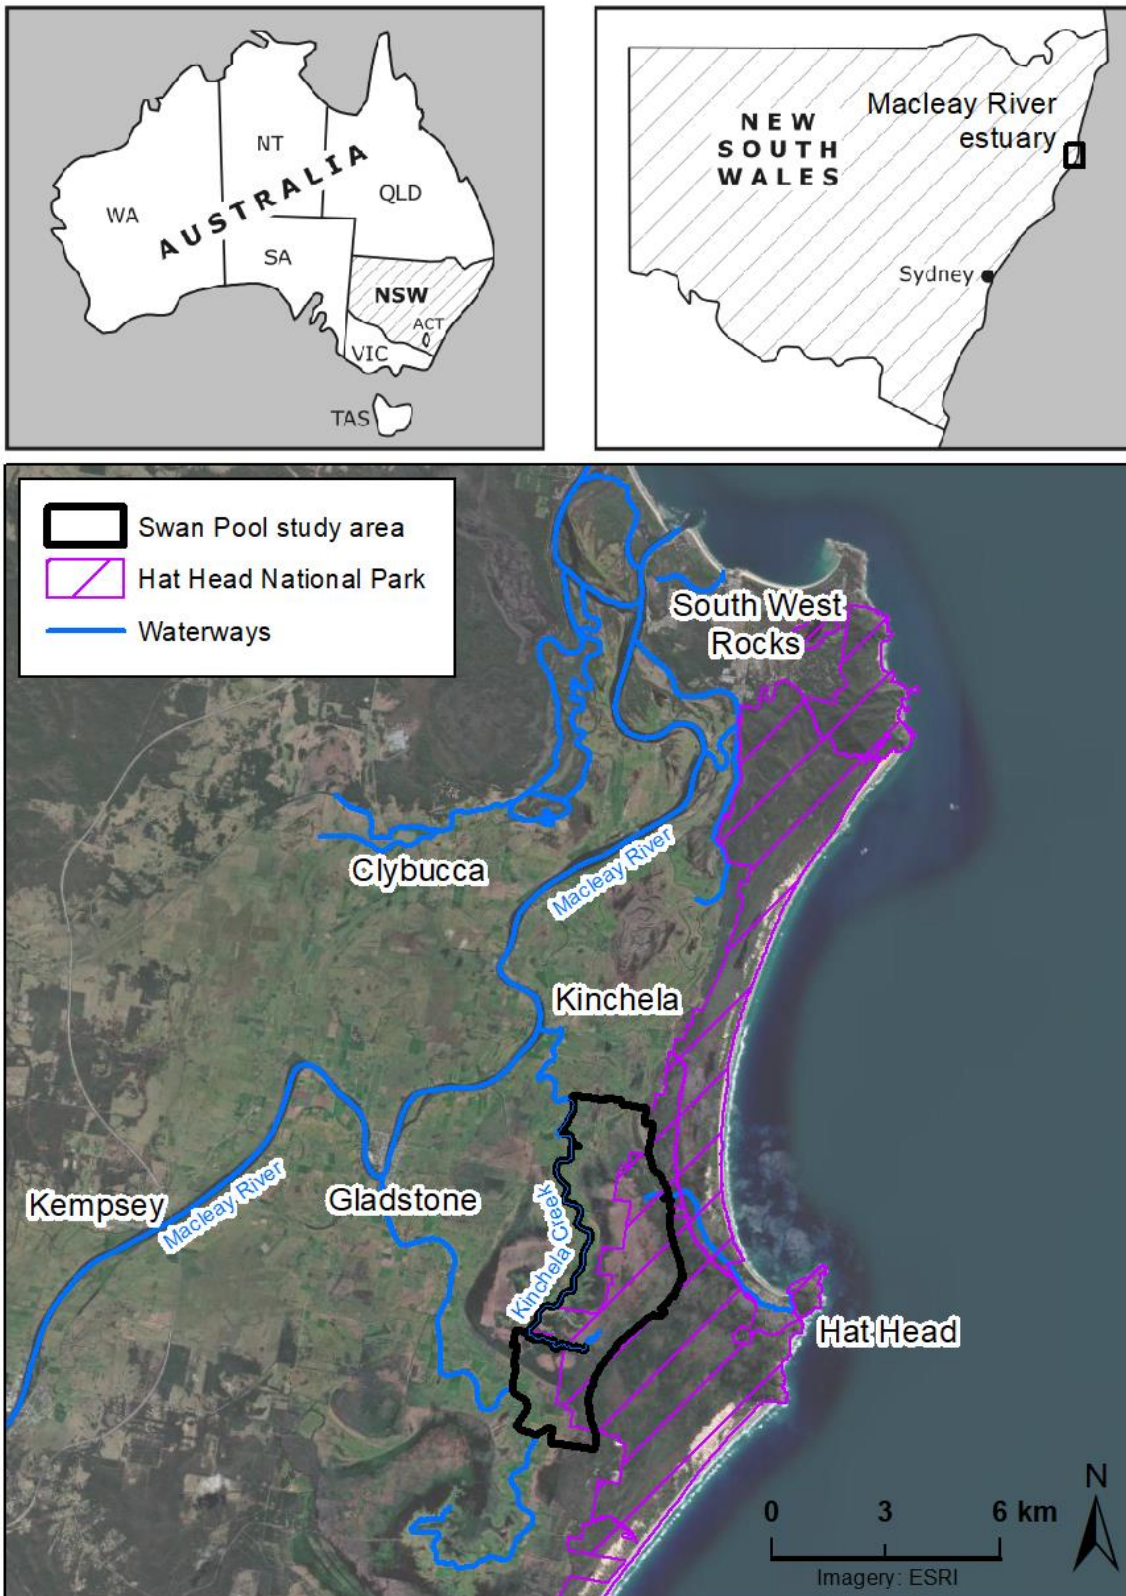 WA
NT
QLD
AUSTRALIA
SA
NSW
ACT
VIC
TAS
NEW
SOUTH
WALES
Macleay River
estuary
Sydney
Swan Pool study area
Hat Head National Park
Waterways
South West
Rocks
Clybucca
Macleay River
Kinchela
Kempsey
Macleay River
Gladstone
Kinchela Creek
Hat Head
N
0 3 6 km
Imagery: ESRI